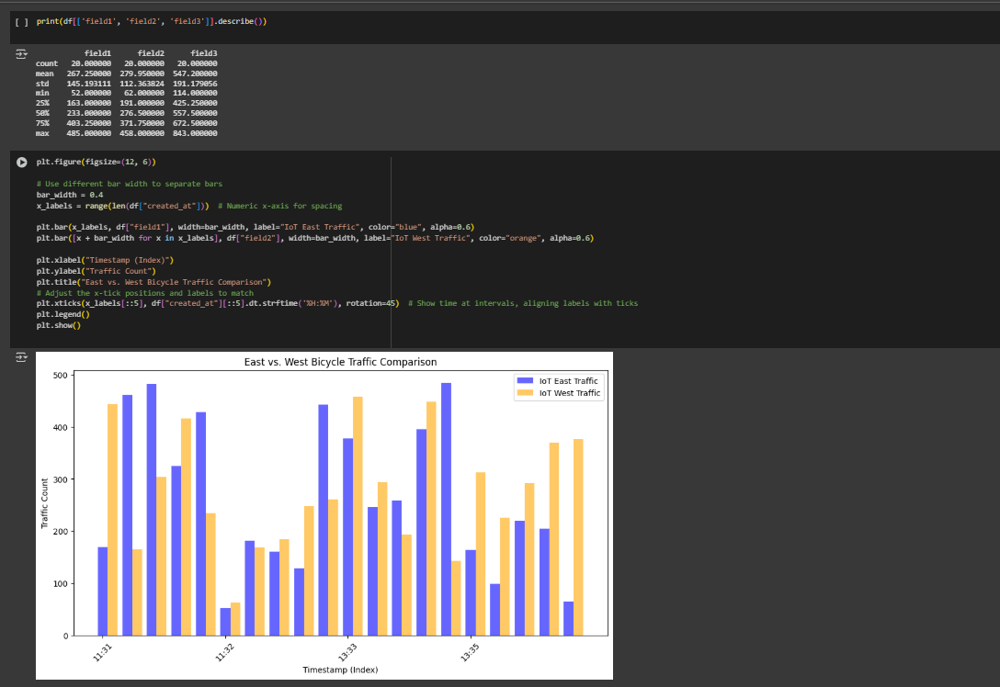 [ ] print(df[['field1', 'field2', 'field3']].describe())
field1 field2 field3
count 20.000000 20.000000 20.000000
mean 267.250000 279.950000 547.200000
std 145.193111 112.363824 191.179056
min 52.000000 62.000000 114.000000
25% 163.000000 191.000000 425.250000
50% 233.000000 276.500000 557.500000
75% 403.250000 371.750000 672.500000
max 485.000000 458.000000 843.000000
plt.figure(figsize=(12, 6))
# Use different bar width to separate bars
bar_width = 0.4
x_labels = range(len(df["created_at"])) # Numeric x-axis for spacing
plt.bar(x_labels, df["field1"], width=bar_width, label="IoT East Traffic", color="blue", alpha=0.6)
plt.bar([x + bar_width for x in x_labels], df["field2"], width=bar_width, label="IoT West Traffic", color="orange", alpha=0.6)
plt.xlabel("Timestamp (Index)")
plt.ylabel("Traffic Count")
plt.title("East vs. West Bicycle Traffic Comparison")
# Adjust the x-tick positions and labels to match
plt.xticks(x_labels[::5], df["created_at"][::5].dt.strftime('%H:%M'), rotation=45) # Show time at intervals, aligning labels with ticks
plt.legend()
plt.show()
East vs. West Bicycle Traffic Comparison
IoT East Traffic
IoT West Traffic
500
400
300
200
100
0
Traffic Count
11:31
11:32
13:33
13:35
Timestamp (Index)